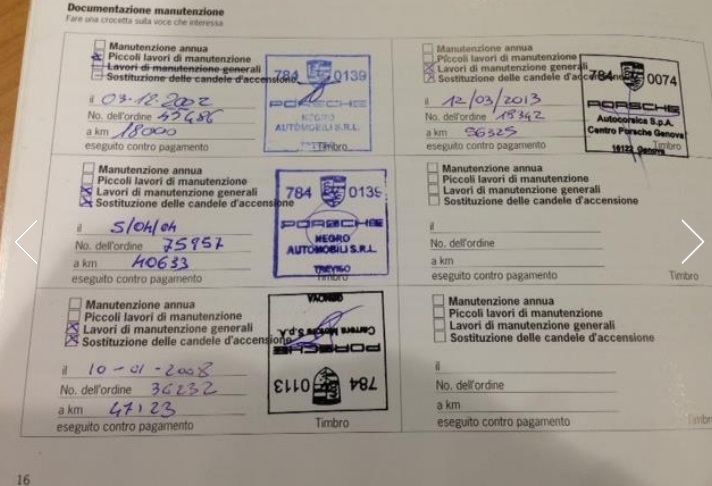 Documentazione manutenzione
Fare una crocetta sulla voce che interessa
Manutenzione annua
Piccoli lavori di manutenzione
Lavori di manutenzione generali
Sostituzione delle candele d'accensione
il 03-12-2002
No. dell'ordine 45486
a km 18000
eseguito contro pagamento
784 0139
PORSCHE
NEGRO
AUTOMOBILI S.R.L.
Timbro
Manutenzione annua
Piccoli lavori di manutenzione
Lavori di manutenzione generali
Sostituzione delle candele d'accensione
il 5/04/04
No. dell'ordine 75957
a km 40633
eseguito contro pagamento
784 0139
PORSCHE
NEGRO
AUTOMOBILI S.R.L.
TREVISO
Timbro
Manutenzione annua
Piccoli lavori di manutenzione
Lavori di manutenzione generali
Sostituzione delle candele d'accensione
il 10-01-2008
No. dell'ordine 36232
a km 47123
eseguito contro pagamento
784 0113
PORSCHE
Carrera Motors S.p.A.
GENOVA
Timbro
Manutenzione annua
Piccoli lavori di manutenzione
Lavori di manutenzione generali
Sostituzione delle candele d'accensione
il 12/03/2013
No. dell'ordine 18342
a km 56325
eseguito contro pagamento
784 0074
PORSCHE
Autocorsica S.p.A.
Centro Porsche Genova
16122 Genova
Timbro
Manutenzione annua
Piccoli lavori di manutenzione
Lavori di manutenzione generali
Sostituzione delle candele d'accensione
il
No. dell'ordine
a km
eseguito contro pagamento
Timbro
Manutenzione annua
Piccoli lavori di manutenzione
Lavori di manutenzione generali
Sostituzione delle candele d'accensione
il
No. dell'ordine
a km
eseguito contro pagamento
Timbro
16